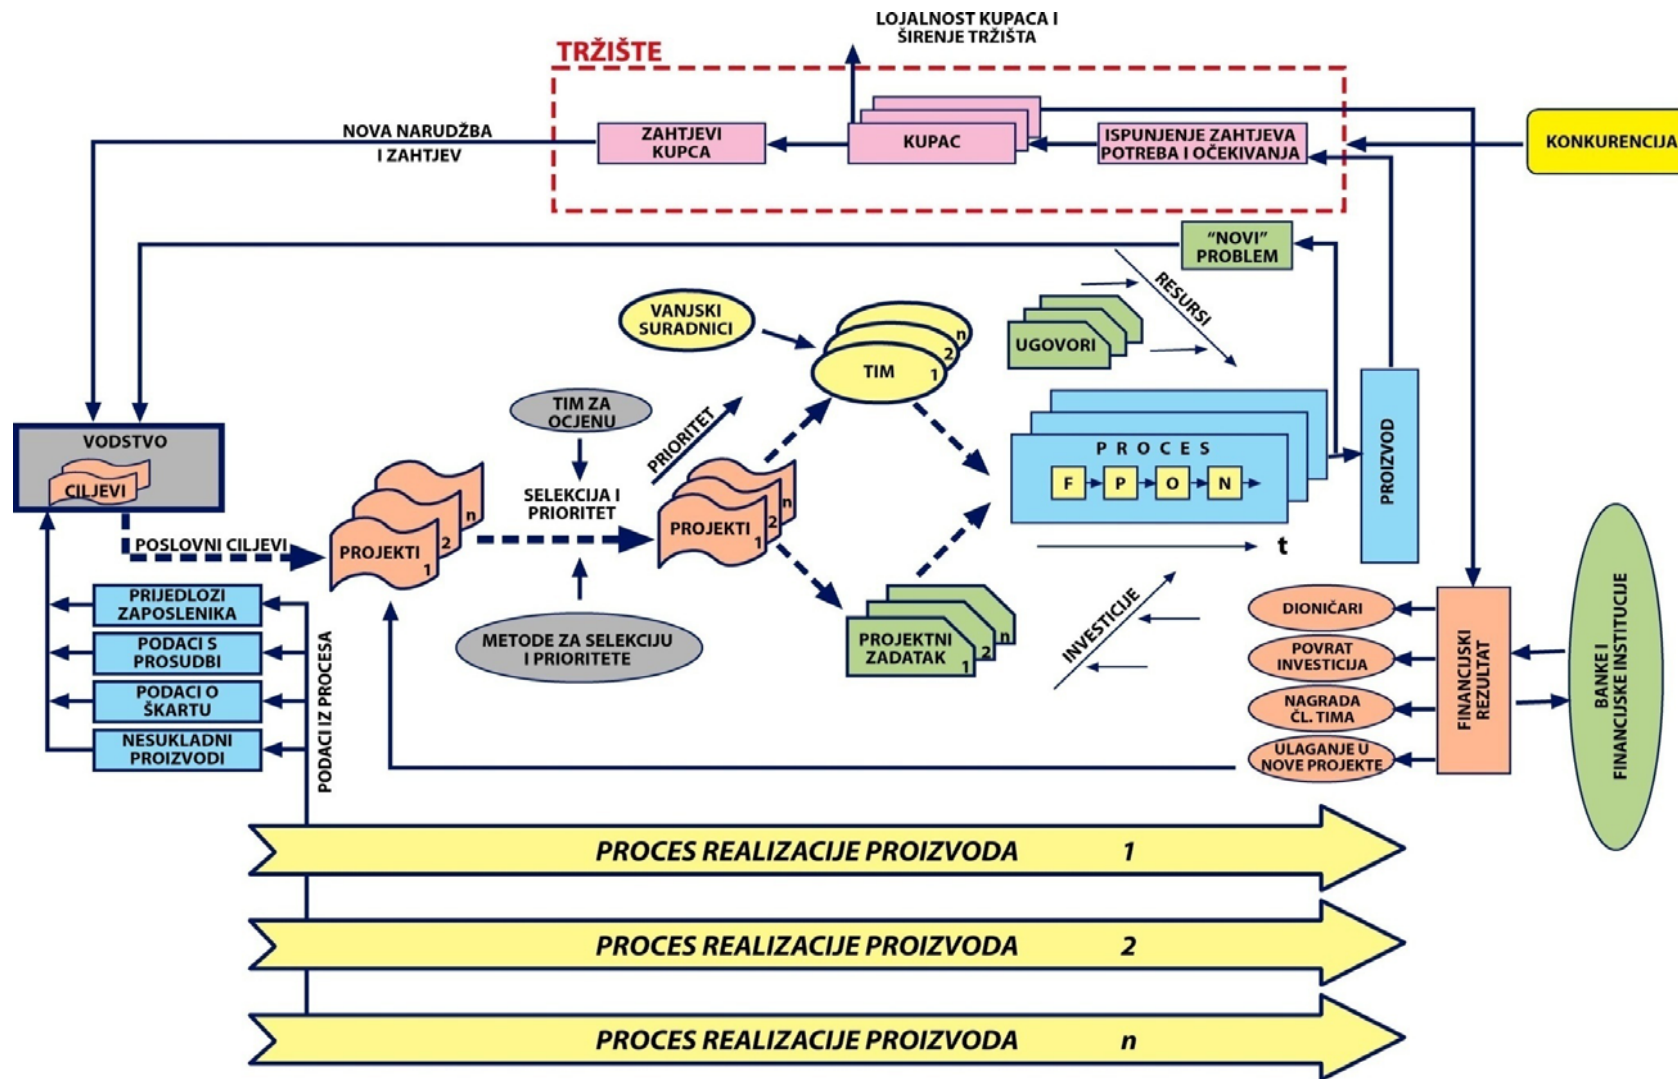 LOJALNOST KUPACA I
ŠIRENJE TRŽIŠTA
TRŽIŠTE
NOVA NARUDŽBA
I ZAHTJEV
ZAHTJEVI
KUPCA
KUPAC
ISPUNJENJE ZAHTJEVA
POTREBA I OČEKIVANJA
KONKURENCIJA
"NOVI"
PROBLEM
RESURSI
VANJSKI
SURADNICI
TIM
1
2
n
UGOVORI
TIM ZA
OCJENU
PRIORITET
VODSTVO
CILJEVI
POSLOVNI CILJEVI
PROJEKTI
1
2
n
SELEKCIJA I
PRIORITET
PROJEKTI
1
2
n
PROCES
F
P
O
N
t
PROIZVOD
METODE ZA SELEKCIJU
I PRIORITETE
PROJEKTNI
ZADATAK
1
2
n
INVESTICIJE
PRIJEDLOZI
ZAPOSLENIKA
PODACI S
PROSUDBI
PODACI O
ŠKARTU
NESUKLADNI
PROIZVODI
PODACI IZ PROCESA
DIONIČARI
POVRAT
INVESTICIJA
NAGRADA
ČL. TIMA
ULAGANJE U
NOVE PROJEKTE
FINANCIJSKI
REZULTAT
BANKE I
FINANCIJSKE INSTITUCIJE
PROCES REALIZACIJE PROIZVODA 1
PROCES REALIZACIJE PROIZVODA 2
PROCES REALIZACIJE PROIZVODA n